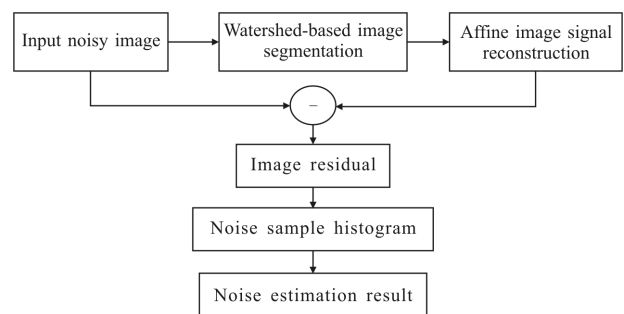 Input noisy image
Watershed-based image
segmentation
Affine image signal
reconstruction
–
Image residual
Noise sample histogram
Noise estimation result